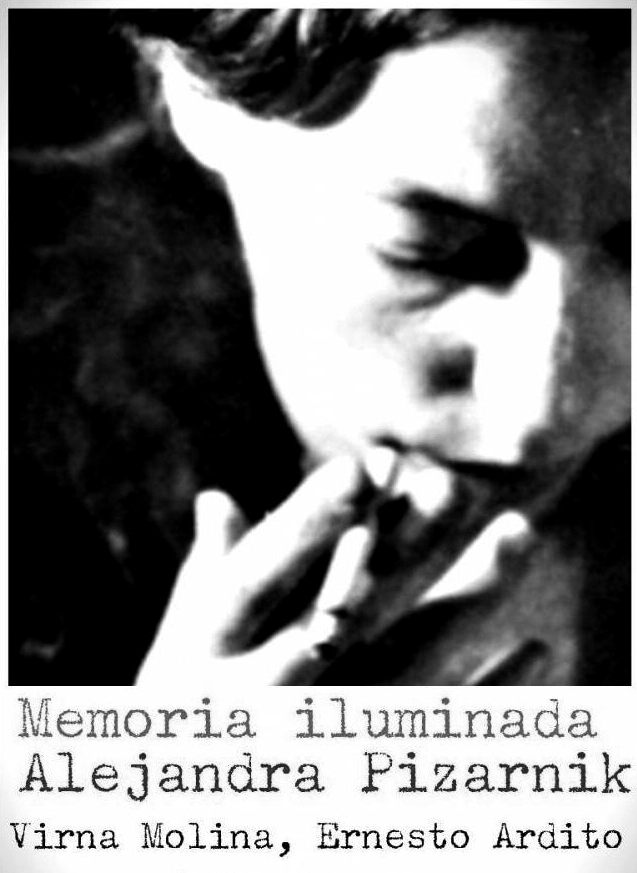 Memoria iluminada
Alejandra Pizarnik
Virna Molina, Ernesto Ardito